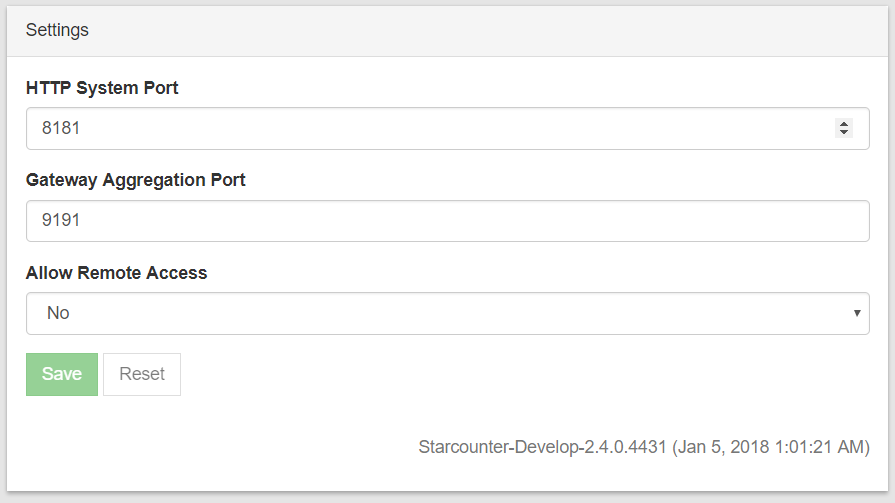 Settings
HTTP System Port
8181
Gateway Aggregation Port
9191
Allow Remote Access
No
Save Reset
Starcounter-Develop-2.4.0.4431 (Jan 5, 2018 1:01:21 AM)